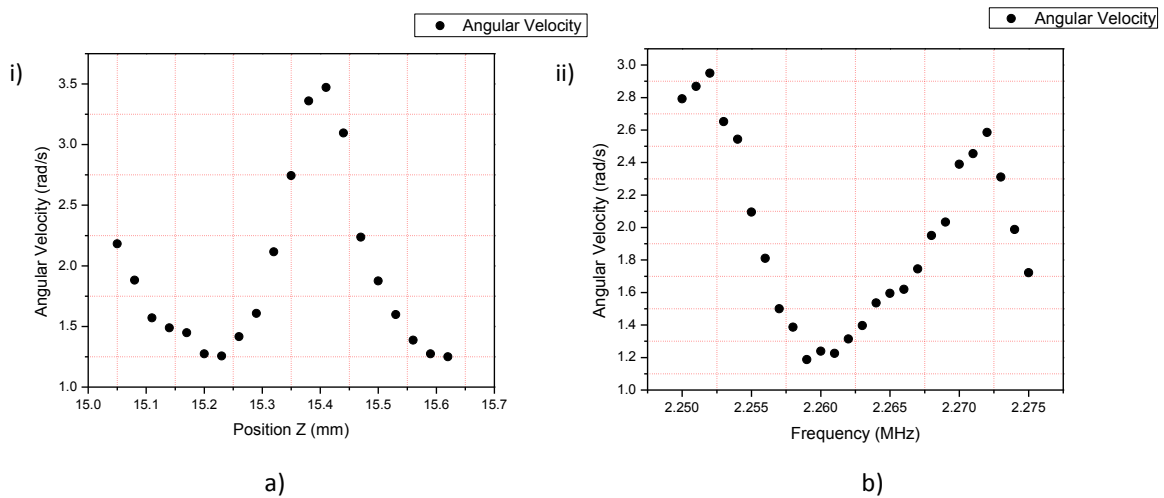 Angular Velocity
i)
3.5
3.0
2.5
2.0
1.5
1.0
Angular Velocity (rad/s)
15.0 15.1 15.2 15.3 15.4 15.5 15.6 15.7
Position Z (mm)
a)
Angular Velocity
ii)
3.0
2.8
2.6
2.4
2.2
2.0
1.8
1.6
1.4
1.2
1.0
Angular Velocity (rad/s)
2.250 2.255 2.260 2.265 2.270 2.275
Frequency (MHz)
b)